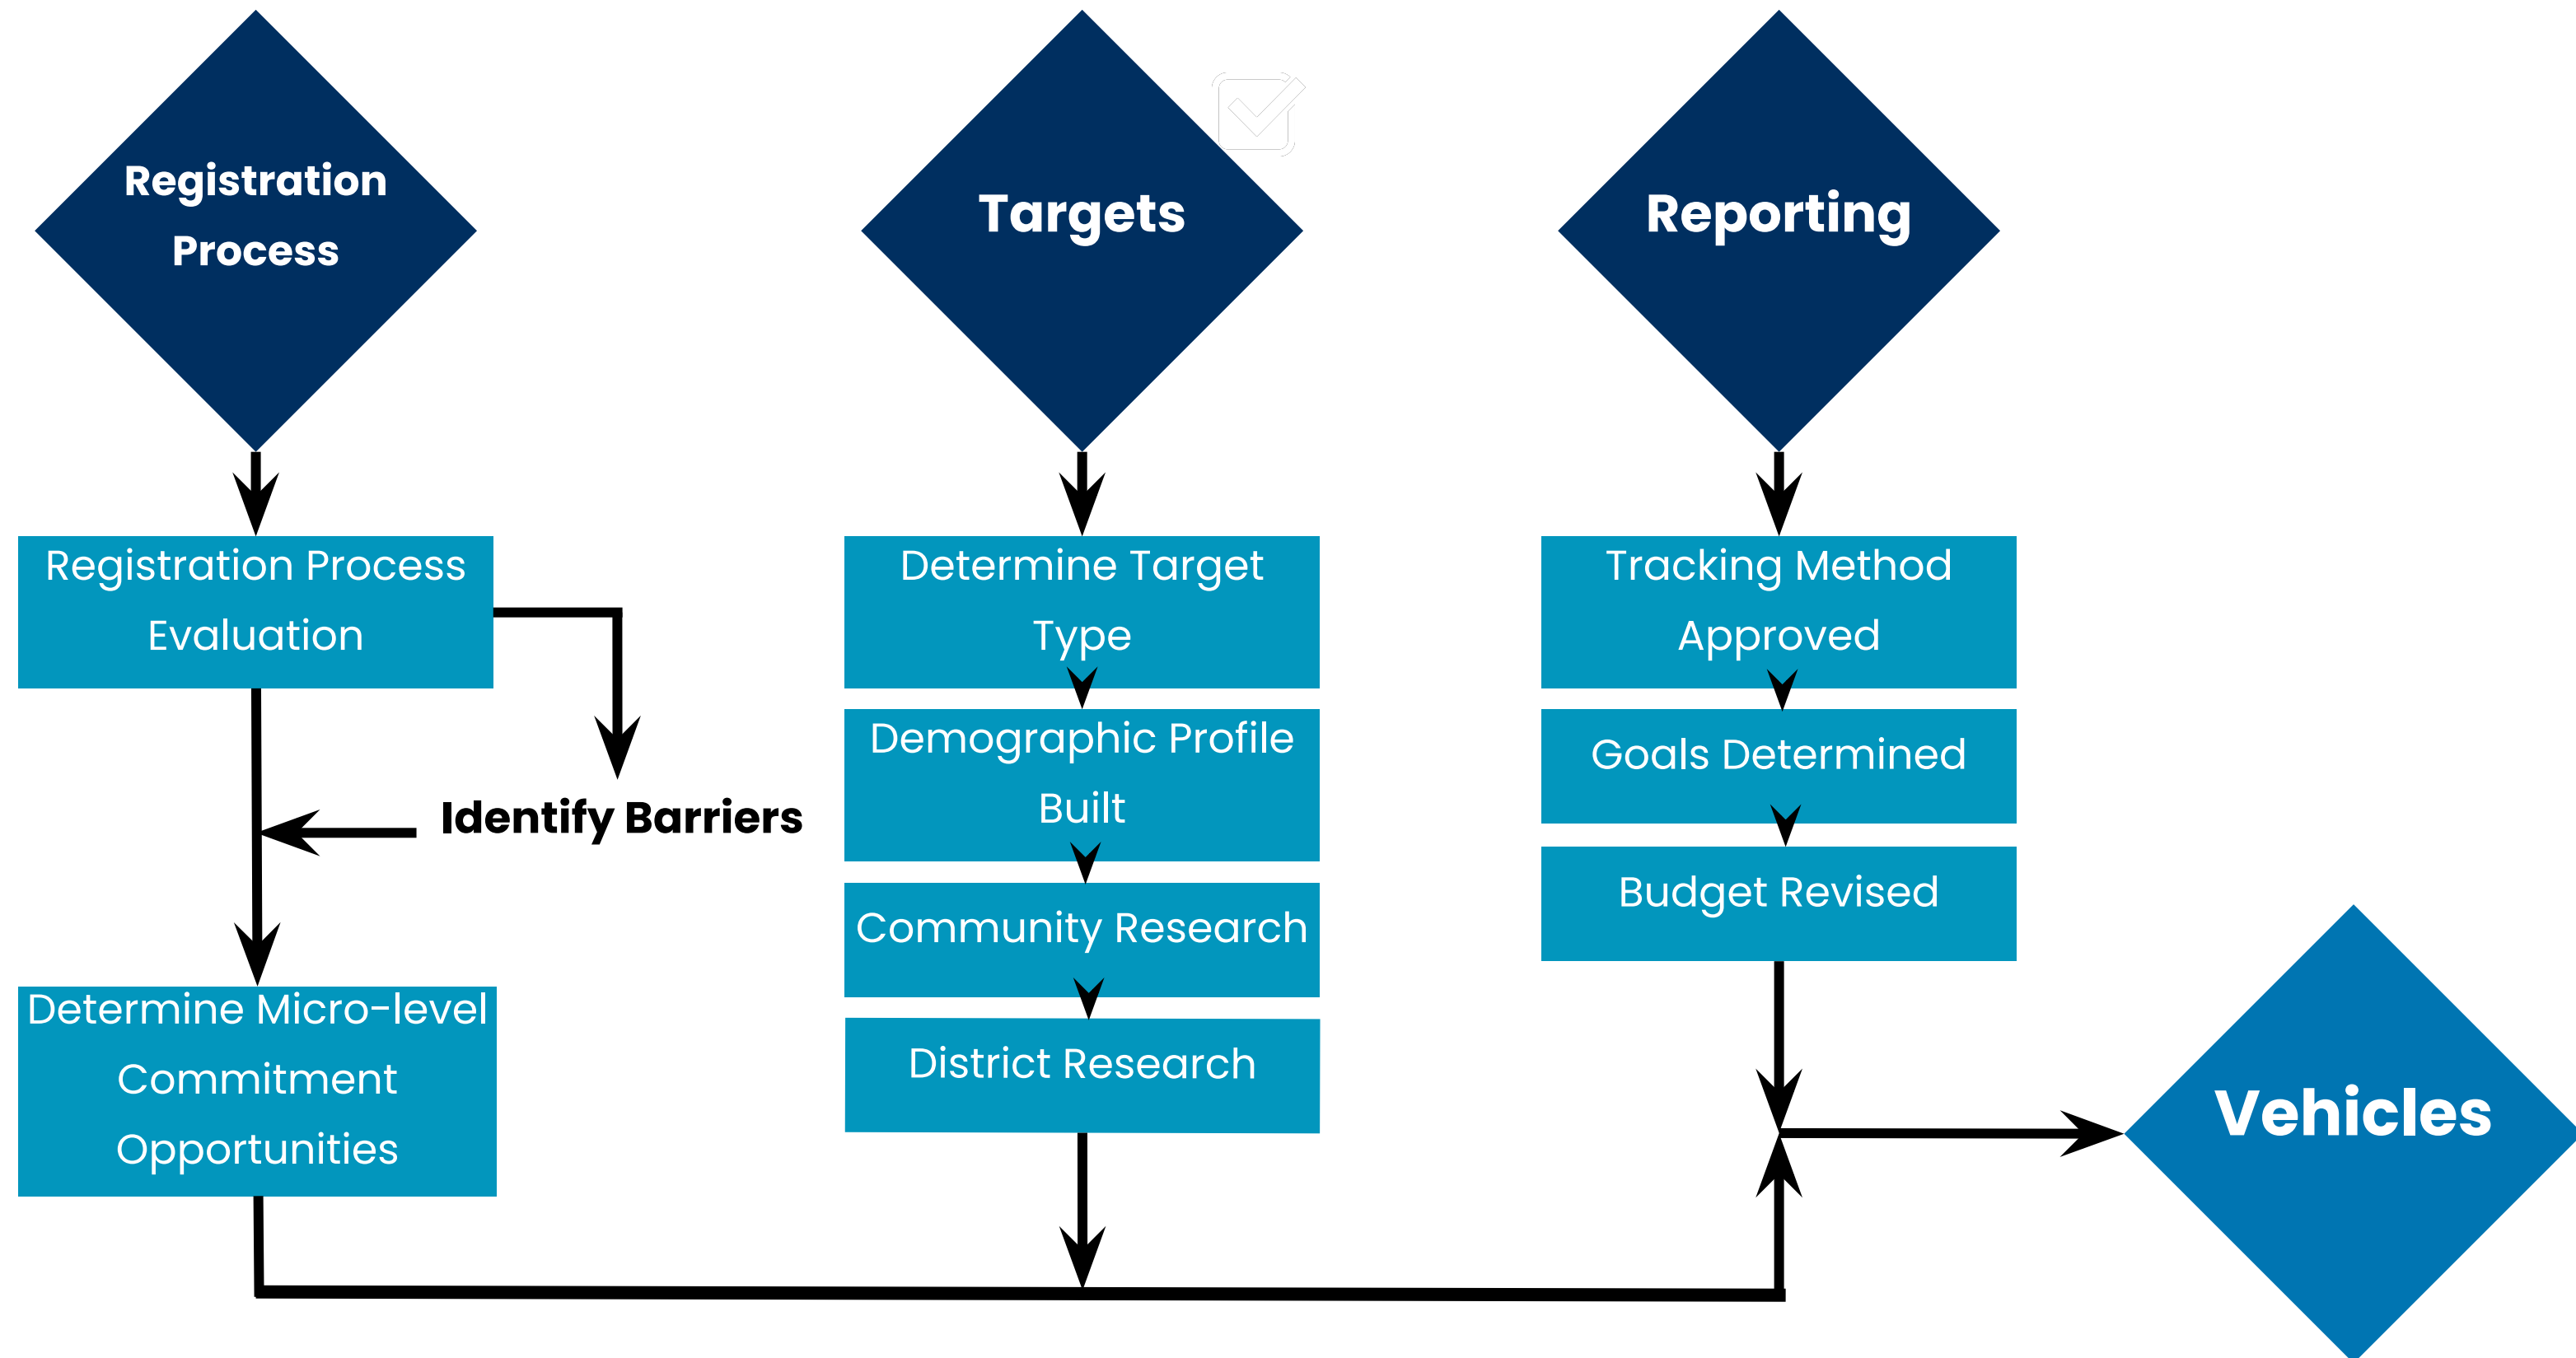 Registration
Process
Targets
Reporting
Registration Process
Evaluation
Identify Barriers
Determine Micro-level
Commitment
Opportunities
Determine Target
Type
Demographic Profile
Built
Community Research
District Research
Tracking Method
Approved
Goals Determined
Budget Revised
Vehicles